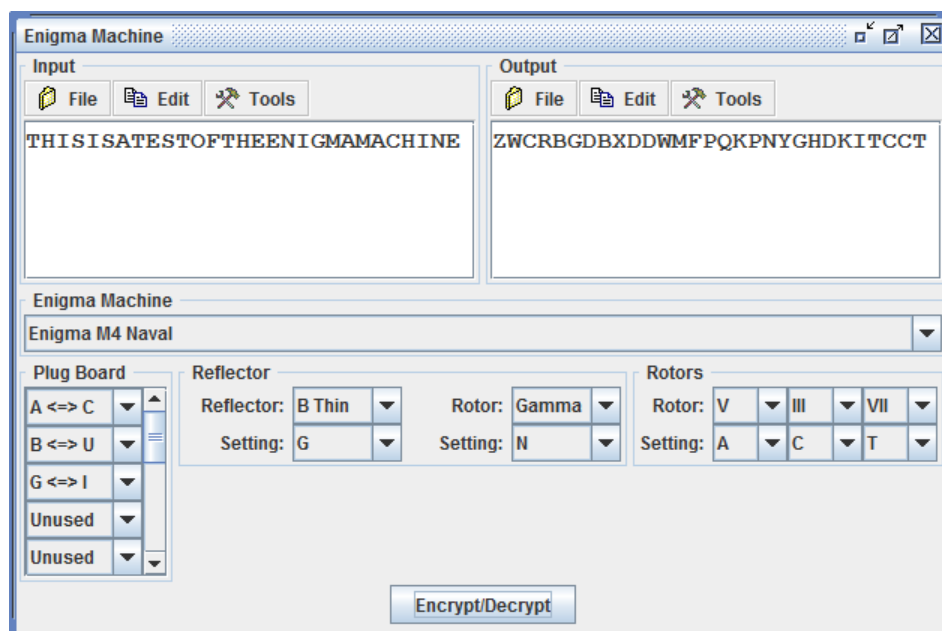 Enigma Machine
Input
File Edit Tools
THISISATESTOFTHEENIGMAMACHINE
Output
File Edit Tools
ZWCRBGDBXDDWMFPQKPNYGHDKITCCT
Enigma Machine
Enigma M4 Naval
Plug Board
A <=> C
B <=> U
G <=> I
Unused
Unused
Reflector
Reflector: B Thin Rotor: Gamma
Setting: G Setting: N
Rotors
Rotor: V III VII
Setting: A C T
Encrypt/Decrypt